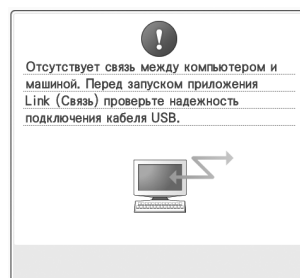 Отсутствует связь между компьютером и
машиной. Перед запуском приложения
Link (Связь) проверьте надежность
подключения кабеля USB.